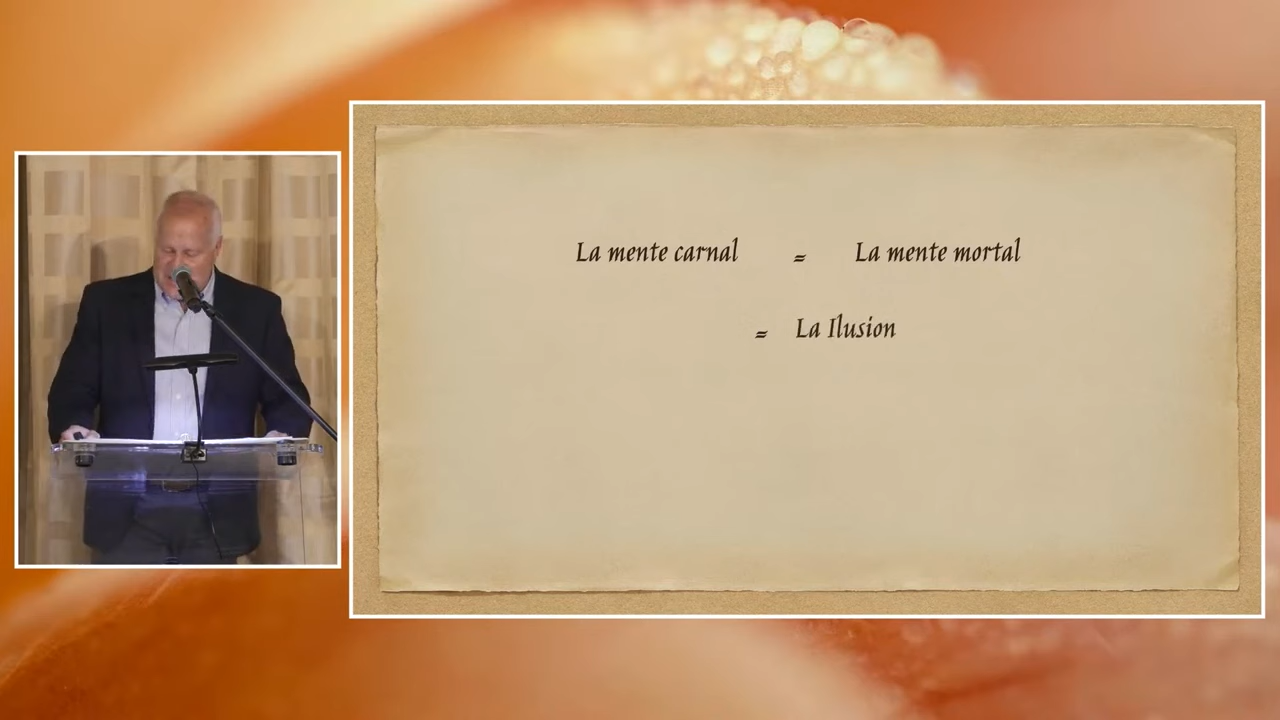 La mente carnal = La mente mortal
= La Ilusion